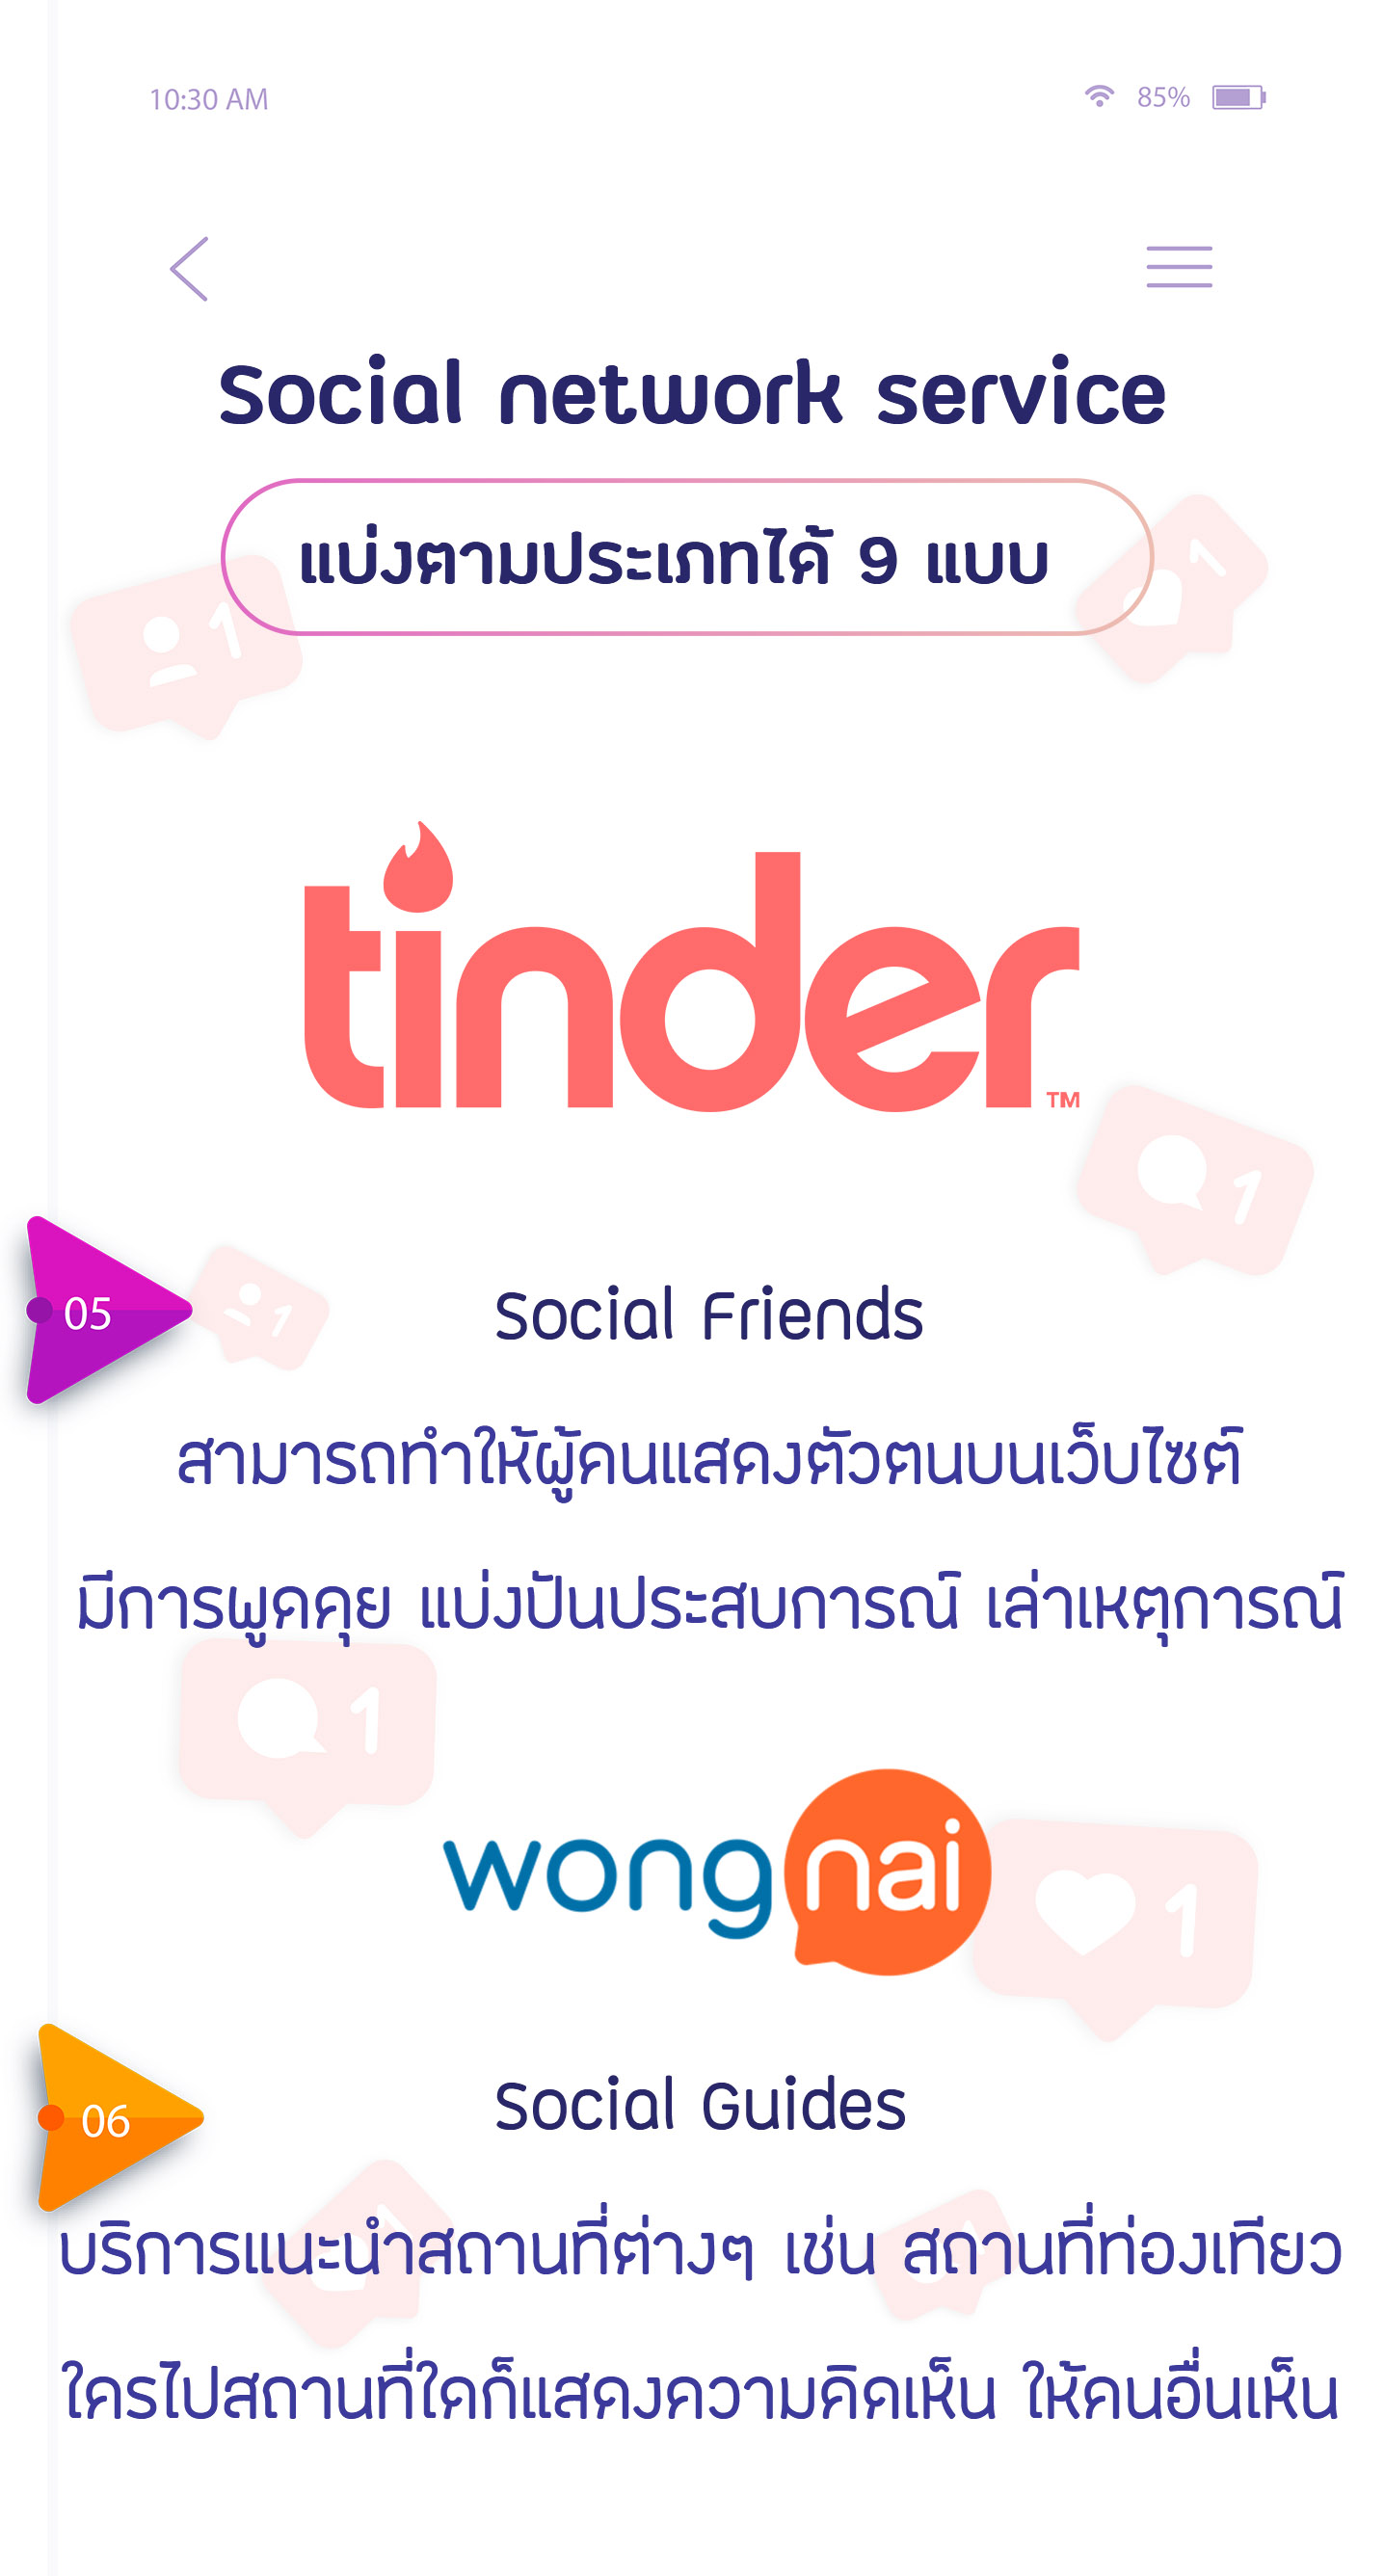 10:30 AM 85%
Social network service
แบ่งตามประเภทได้ 9 แบบ
1
1
tinder™
1
05
1
Social Friends
สามารถทำให้ผู้คนแสดงตัวตนบนเว็บไซต์
มีการพูดคุย แบ่งปันประสบการณ์ เล่าเหตุการณ์
1
wongnai
1
06
Social Guides
บริการแนะนำสถานที่ต่างๆ เช่น สถานที่ท่องเทียว
ใครไปสถานที่ใดก็แสดงความคิดเห็น ให้คนอื่นเห็น